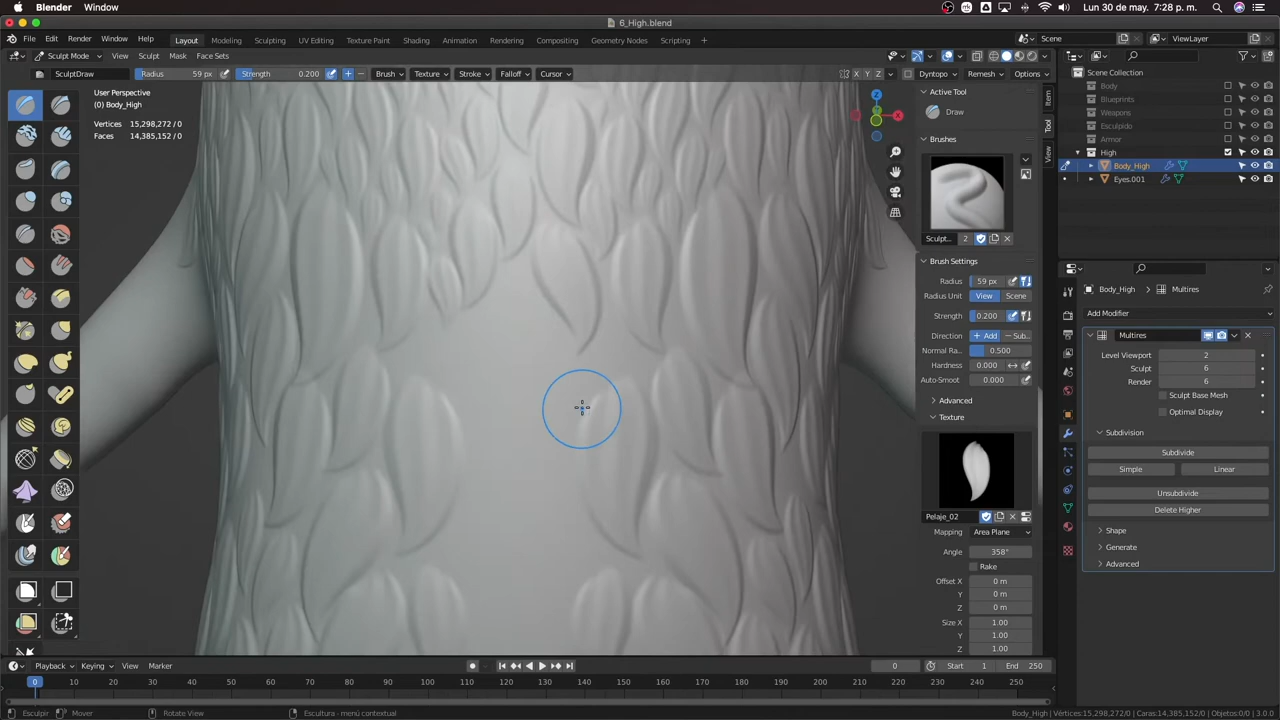 Blender Window Lun 30 de may. 7:28 p. m.
6_High.blend
File Edit Render Window Help Layout Modeling Sculpting UV Editing Texture Paint Shading Animation Rendering Compositing Geometry Nodes Scripting + Scene ViewLayer
Sculpt Mode View Sculpt Mask Face Sets
SculptDraw Radius 59 px Strength 0.200 Brush Texture Stroke Falloff Cursor X Y Z Dyntopo Remesh Options
User Perspective
(0) Body_High
Vertices 15,298,272/0
Faces 14,385,152/0
Z
X
Active Tool
Draw
Brushes
Sculpt... 2
Brush Settings
Radius 59 px
Radius Unit View Scene
Strength 0.200
Direction + Add — Sub...
Normal Ra... 0.500
Hardness 0.000
Auto-Smoot 0.000
Advanced
Texture
Pelaje_02
Mapping Area Plane
Angle 358°
Rake
Offset X 0 m
Y 0 m
Z 0 m
Size X 1.00
Y 1.00
Z 1.00
Item
Tool
View
Scene Collection
Body
Blueprints
Weapons
Esculpido
Armor
High
Body_High
Eyes.001
Body_High Multires
Add Modifier
Multires
Level Viewport 2
Sculpt 6
Render 6
Sculpt Base Mesh
Optimal Display
Subdivision
Subdivide
Simple Linear
Unsubdivide
Delete Higher
Shape
Generate
Advanced
Playback Keying View Marker 0 Start 1 End 250
0 10 20 30 40 50 60 70 80 90 100 110 120 130 140 150 160 170 180 190 200 210 220 230 240 250
Esculpir Mover Rotate View Escultura - menú contextual Body_High | Vértices:15,298,272/0 | Caras:14,385,152/0 | Objetos:0/0 | 3.0.0